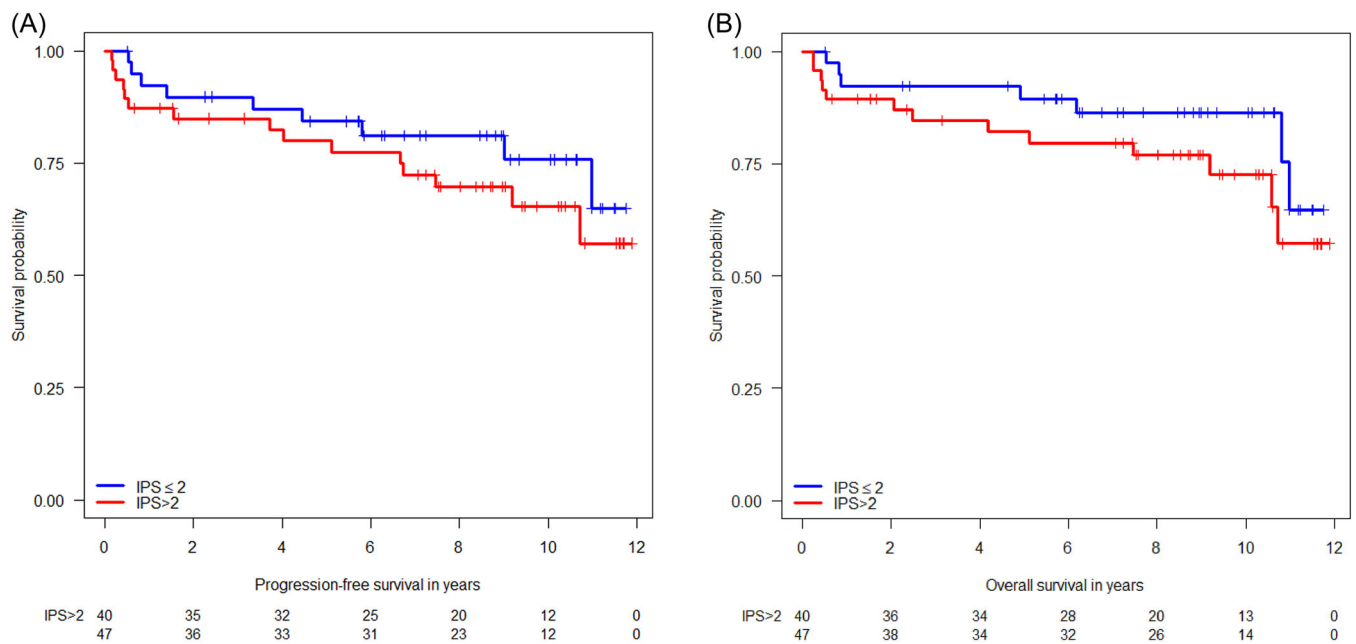 (A)
1.00
0.75
0.50
0.25
0.00
Survival probability
IPS ≤ 2
IPS>2
0 2 4 6 8 10 12
Progression-free survival in years
IPS>2 40 35 32 25 20 12 0
47 36 33 31 23 12 0
(B)
1.00
0.75
0.50
0.25
0.00
Survival probability
IPS ≤ 2
IPS>2
0 2 4 6 8 10 12
Overall survival in years
IPS>2 40 36 34 28 20 13 0
47 38 34 32 26 14 0